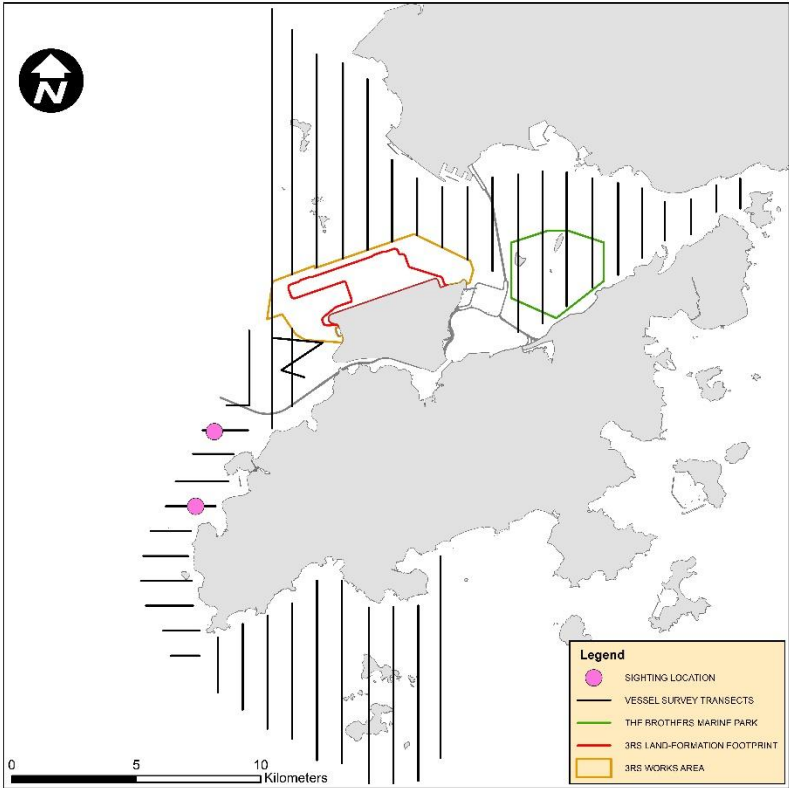 N
Legend
SIGHTING LOCATION
VESSEL SURVEY TRANSECTS
THE BROTHERS MARINE PARK
3RS LAND-FORMATION FOOTPRINT
3RS WORKS AREA
0 5 10
Kilometers